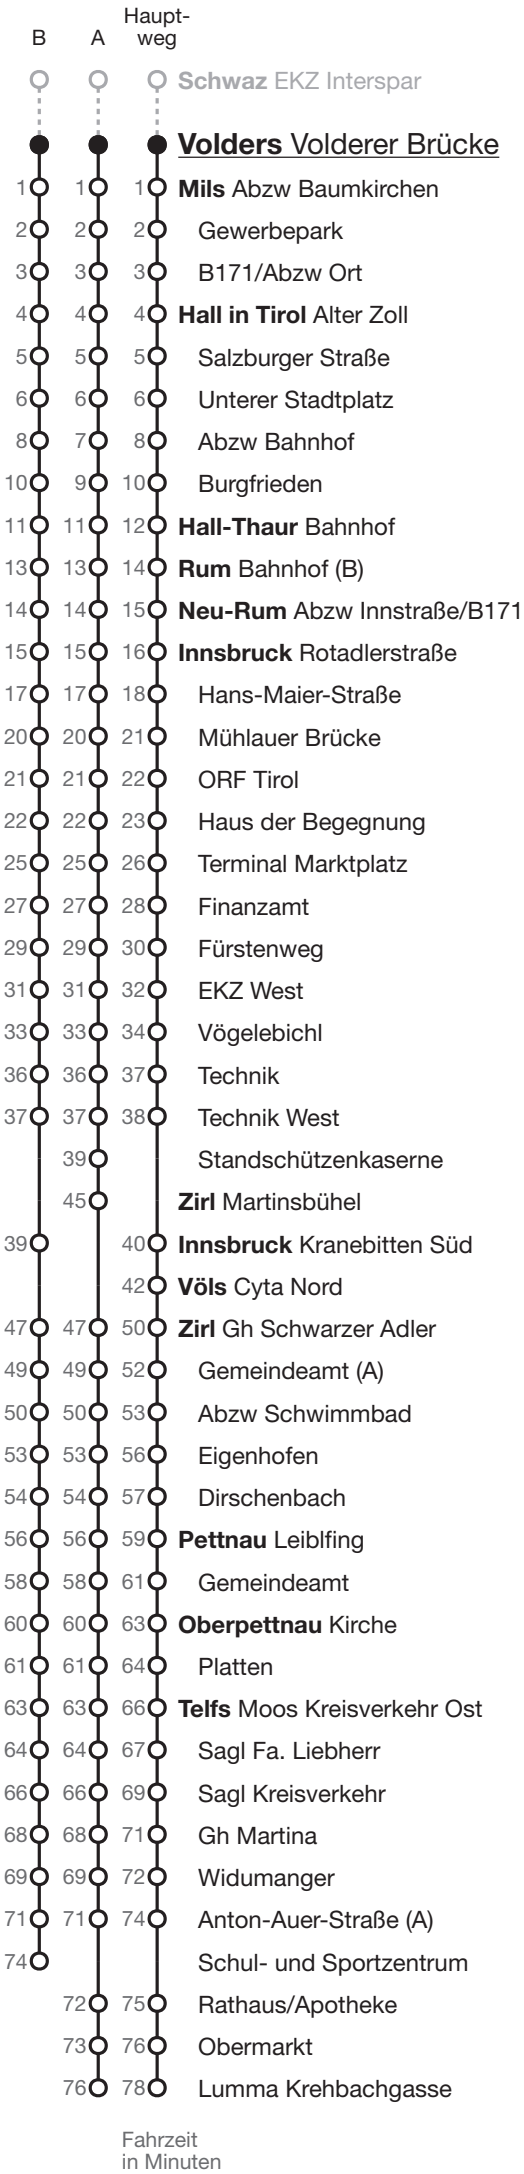 Haupt-
B A weg
Schwaz EKZ Interspar
Volders Volderer Brücke
1 1 1 Mils Abzw Baumkirchen
2 2 2 Gewerbepark
3 3 3 B171/Abzw Ort
4 4 4 Hall in Tirol Alter Zoll
5 5 5 Salzburger Straße
6 6 6 Unterer Stadtplatz
8 7 8 Abzw Bahnhof
10 9 10 Burgfrieden
11 11 12 Hall-Thaur Bahnhof
13 13 14 Rum Bahnhof (B)
14 14 15 Neu-Rum Abzw Innstraße/B171
15 15 16 Innsbruck Rotadlerstraße
17 17 18 Hans-Maier-Straße
20 20 21 Mühlauer Brücke
21 21 22 ORF Tirol
22 22 23 Haus der Begegnung
25 25 26 Terminal Marktplatz
27 27 28 Finanzamt
29 29 30 Fürstenweg
31 31 32 EKZ West
33 33 34 Vögelebichl
36 36 37 Technik
37 37 38 Technik West
39 Standschützenkaserne
45 Zirl Martinsbühel
39 40 Innsbruck Kranebitten Süd
42 Völs Cyta Nord
47 47 50 Zirl Gh Schwarzer Adler
49 49 52 Gemeindeamt (A)
50 50 53 Abzw Schwimmbad
53 53 56 Eigenhofen
54 54 57 Dirschenbach
56 56 59 Pettnau Leiblfing
58 58 61 Gemeindeamt
60 60 63 Oberpettnau Kirche
61 61 64 Platten
63 63 66 Telfs Moos Kreisverkehr Ost
64 64 67 Sagl Fa. Liebherr
66 66 69 Sagl Kreisverkehr
68 68 71 Gh Martina
69 69 72 Widumanger
71 71 74 Anton-Auer-Straße (A)
74 Schul- und Sportzentrum
72 75 Rathaus/Apotheke
73 76 Obermarkt
76 78 Lumma Krehbachgasse
Fahrzeit
in Minuten